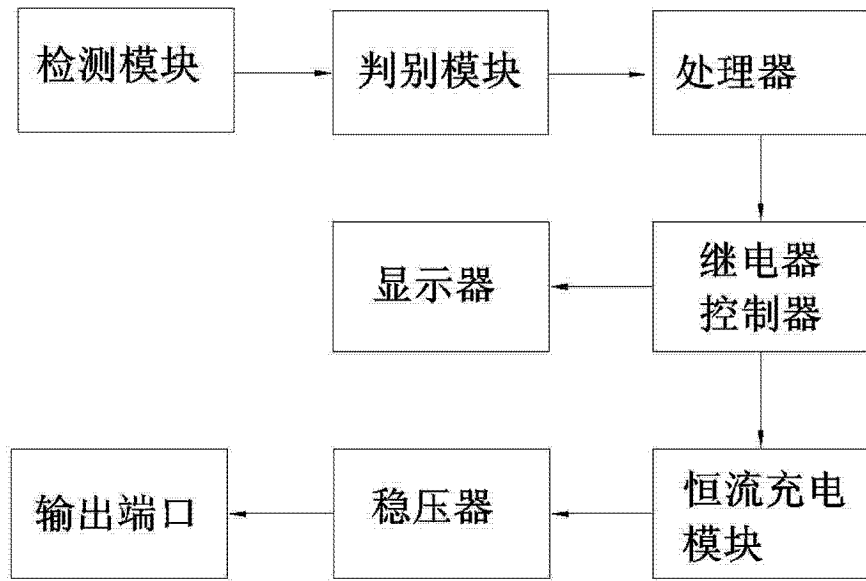 检测模块
判别模块
处理器
显示器
继电器
控制器
输出端口
稳压器
恒流充电
模块